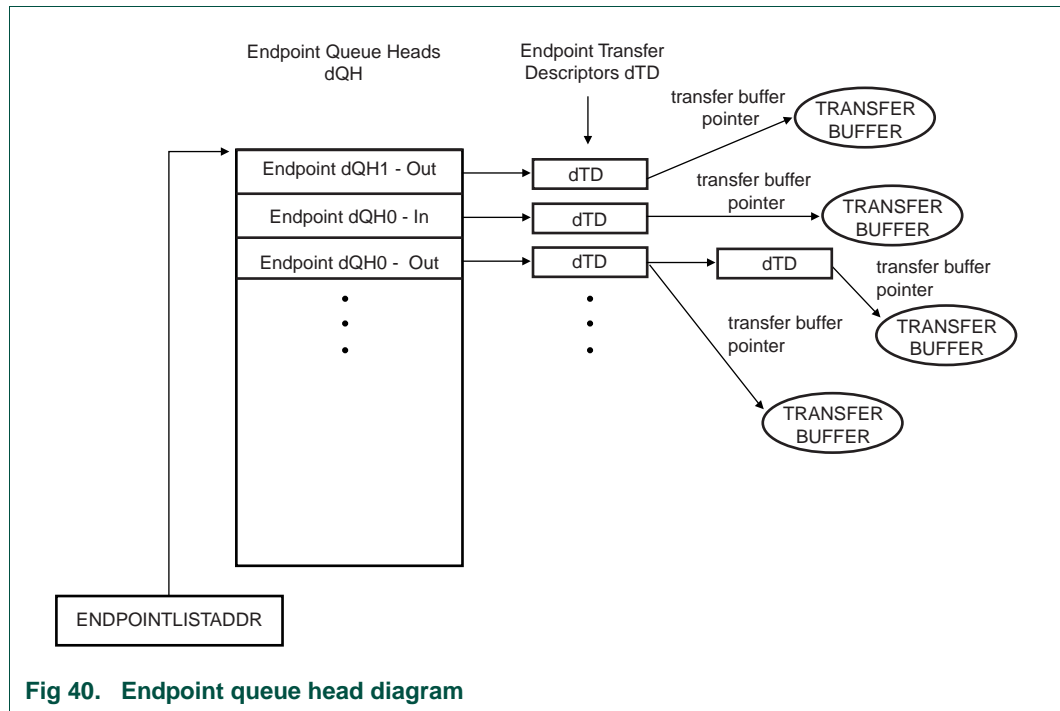 Endpoint Queue Heads
dQH
Endpoint Transfer
Descriptors dTD
transfer buffer
pointer
TRANSFER
BUFFER
Endpoint dQH1 - Out
dTD
transfer buffer
pointer
Endpoint dQH0 - In
dTD
TRANSFER
BUFFER
Endpoint dQH0 - Out
dTD
dTD
transfer buffer
pointer
transfer buffer
pointer
TRANSFER
BUFFER
TRANSFER
BUFFER
ENDPOINTLISTADDR
Fig 40. Endpoint queue head diagram